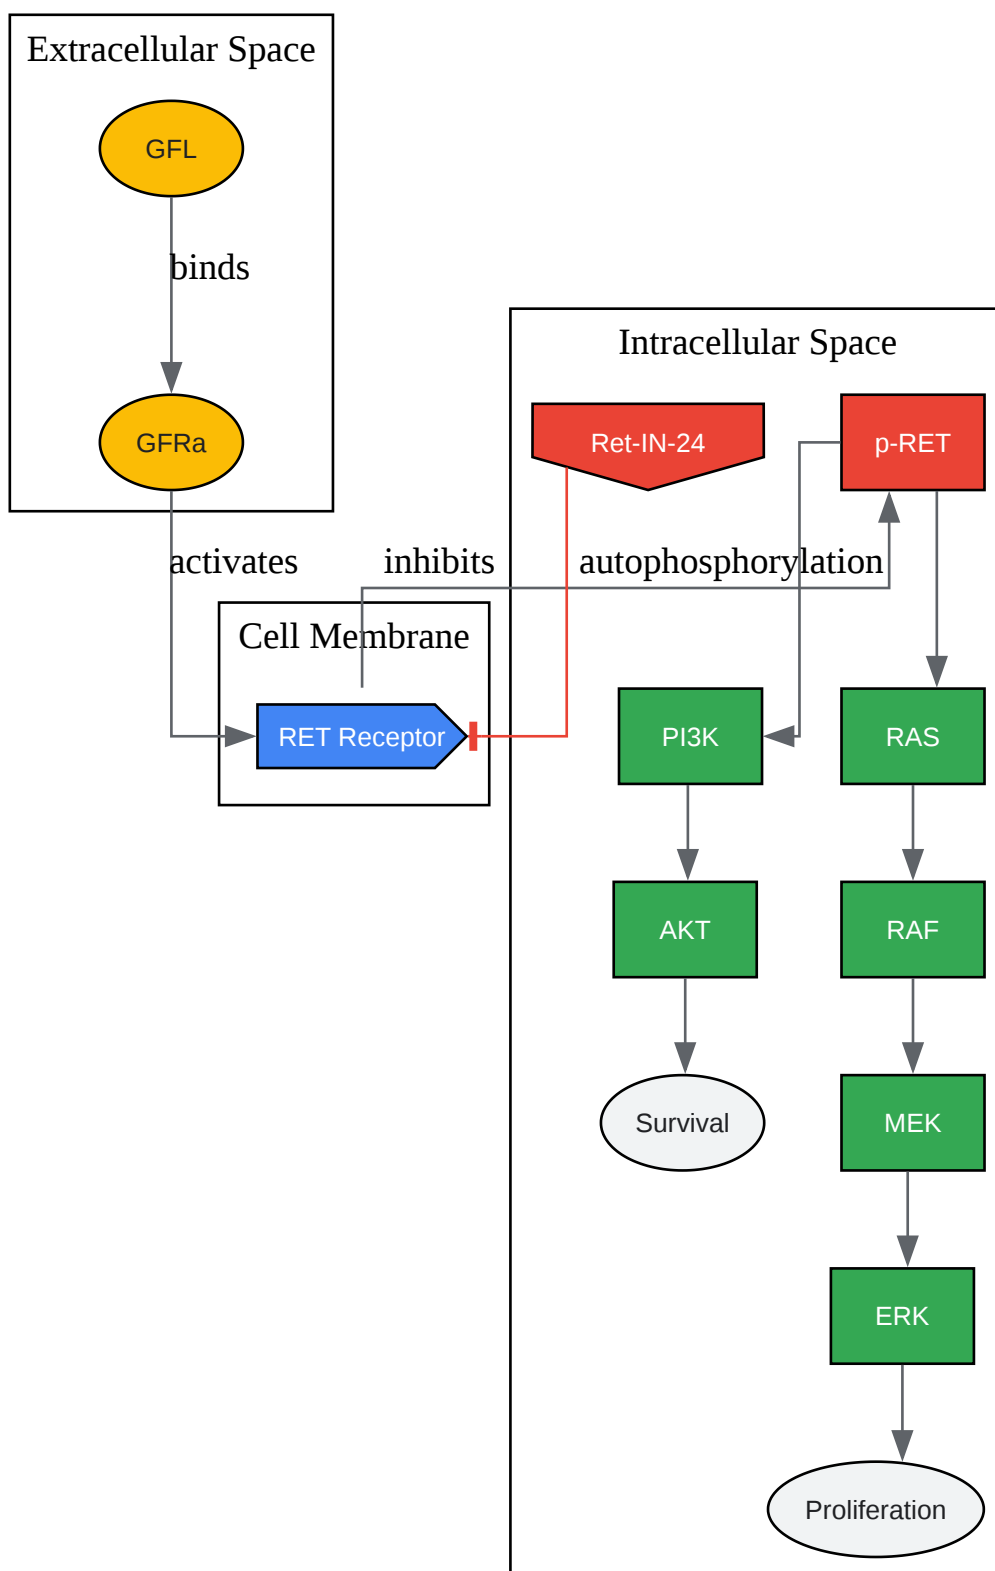 Extracellular Space
GFL
binds
Intracellular Space
GFRa
Ret-IN-24
p-RET
activates
inhibits
autophosphorylation
Cell Membrane
RET Receptor
PI3K
RAS
AKT
RAF
Survival
MEK
ERK
Proliferation